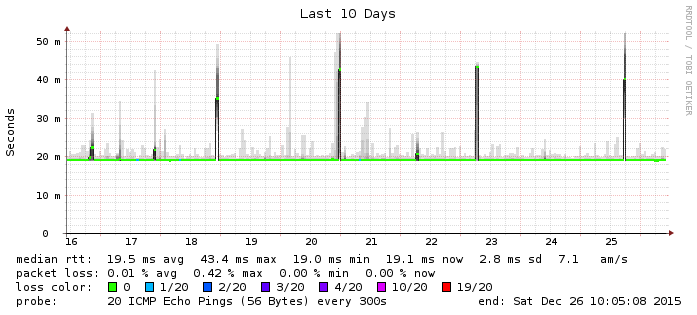 Last 10 Days
RRDTOOL / TOBI OETIKER
Seconds
50 m
40 m
30 m
20 m
10 m
0
16 17 18 19 20 21 22 23 24 25
median rtt: 19.5 ms avg 43.4 ms max 19.0 ms min 19.1 ms now 2.8 ms sd 7.1 am/s
packet loss: 0.01 % avg 0.42 % max 0.00 % min 0.00 % now
loss color: 0 1/20 2/20 3/20 4/20 10/20 19/20
probe: 20 ICMP Echo Pings (56 Bytes) every 300s end: Sat Dec 26 10:05:08 2015